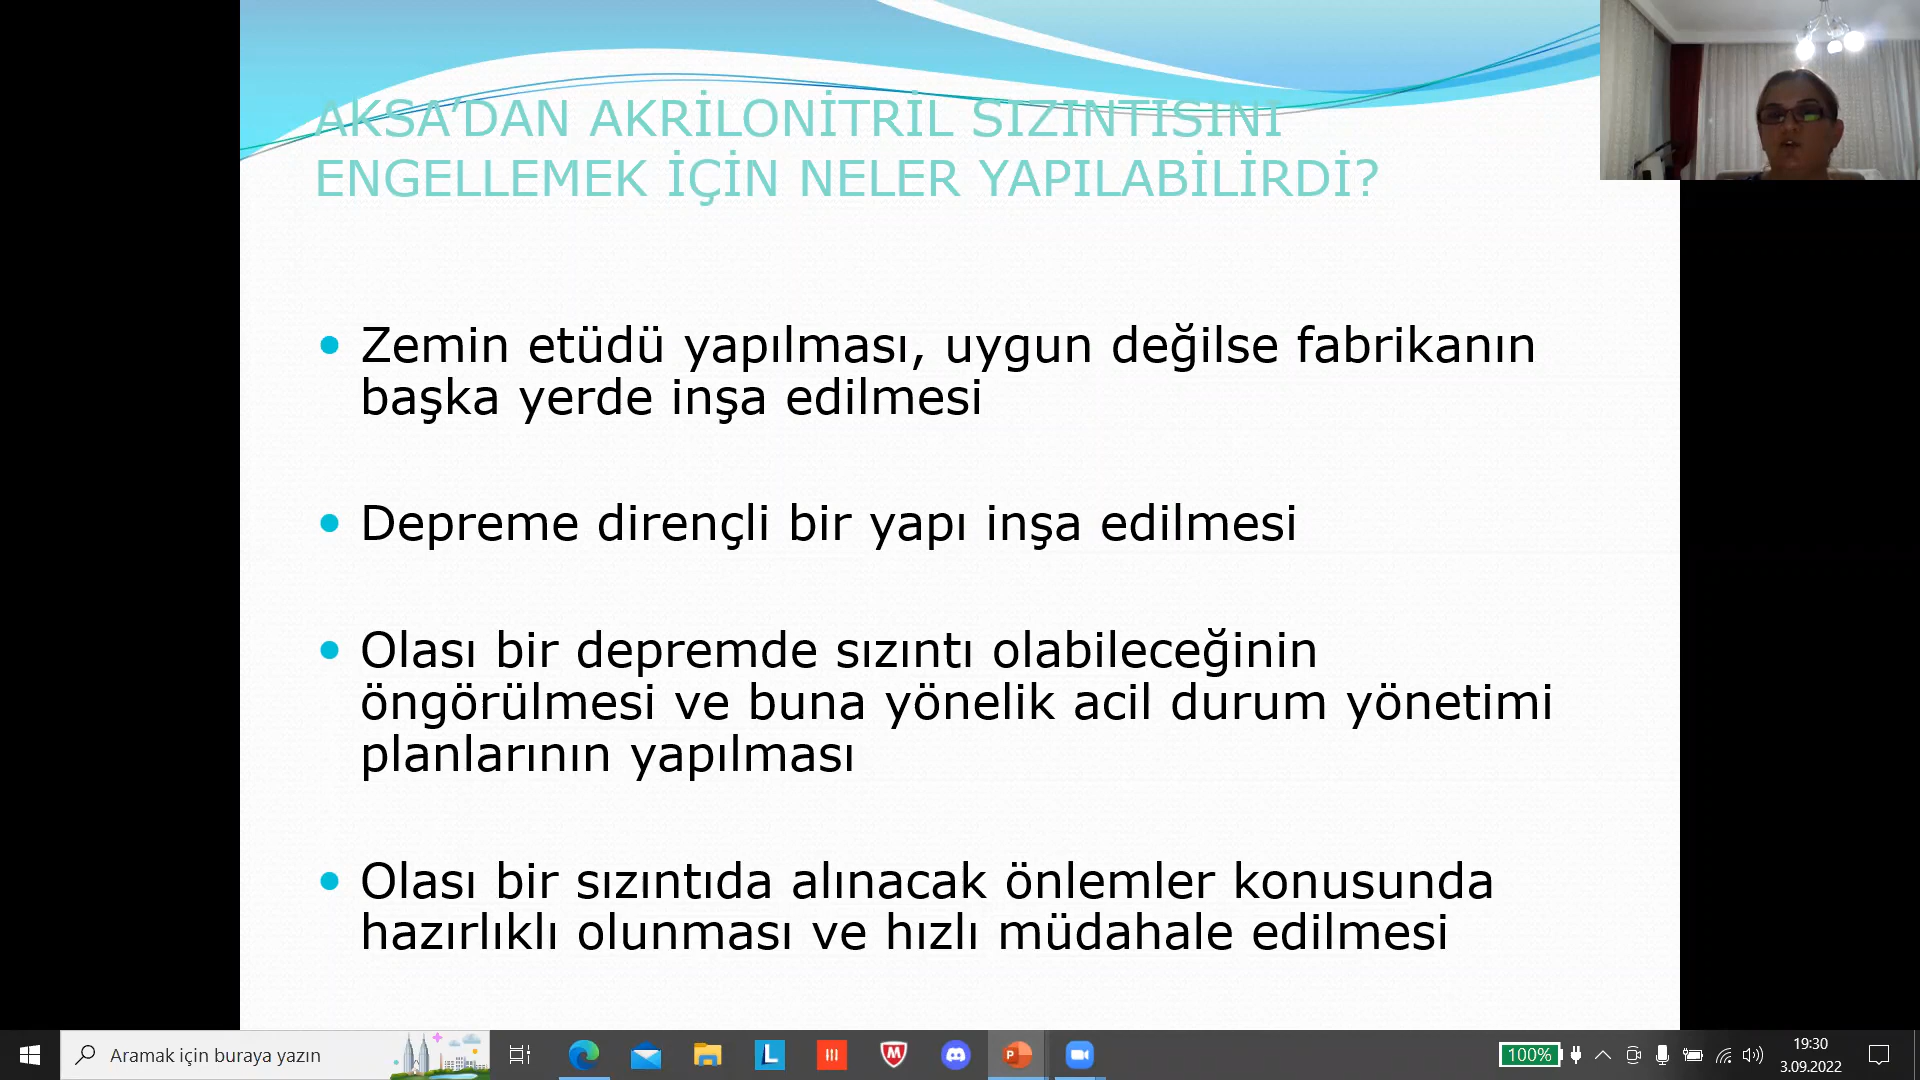 AKSA’DAN AKRİLONİTRİL SIZINTISINI
ENGELLEMEK İÇİN NELER YAPILABİLİRDİ?
• Zemin etüdü yapılması, uygun değilse fabrikanın
başka yerde inşa edilmesi
• Depreme dirençli bir yapı inşa edilmesi
• Olası bir depremde sızıntı olabileceğinin
öngörülmesi ve buna yönelik acil durum yönetimi
planlarının yapılması
• Olası bir sızıntıda alınacak önlemler konusunda
hazırlıklı olunması ve hızlı müdahale edilmesi
Aramak için buraya yazın
L
P
100%
19:30
3.09.2022